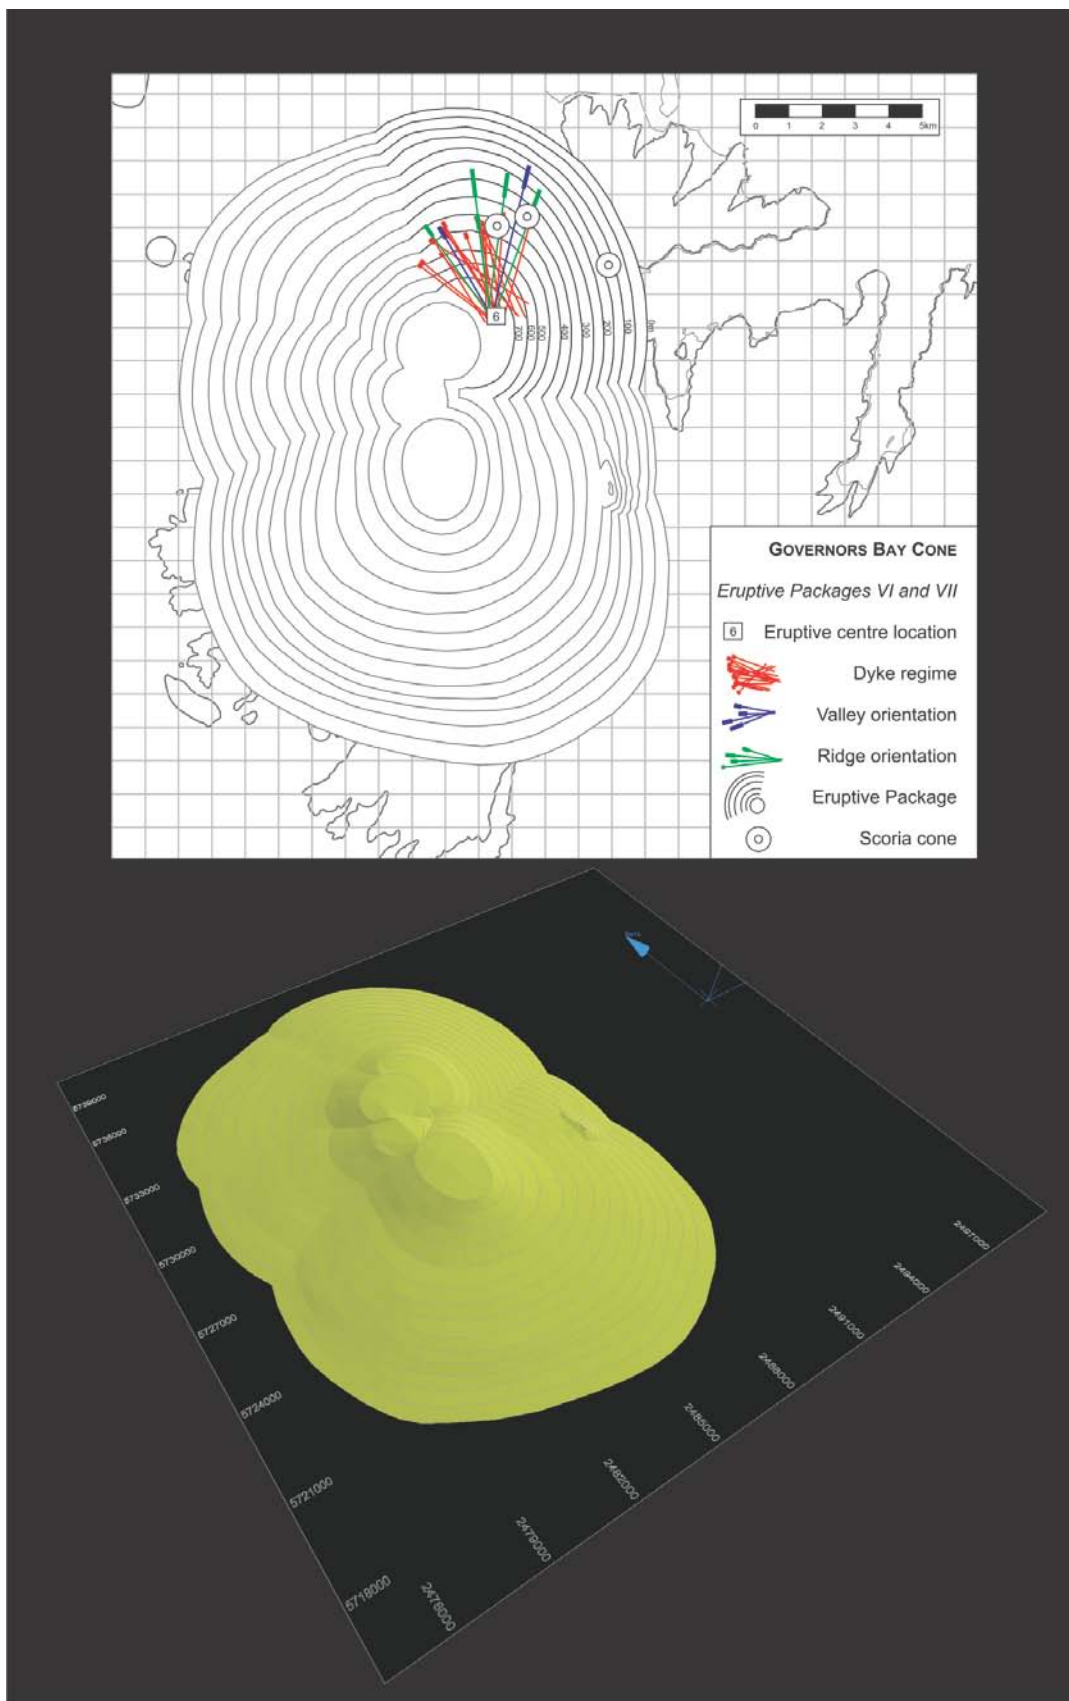 0 1 2 3 4 5km
6
700 600 500 400 300 200 100 0m
GOVERNORS BAY CONE
Eruptive Packages VI and VII
6 Eruptive centre location
Dyke regime
Valley orientation
Ridge orientation
Eruptive Package
Scoria cone
5739000
5736000
5733000
5730000
5727000
5724000
5721000
5718000
2476000
2479000
2482000
2485000
2488000
2491000
2494000
2497000